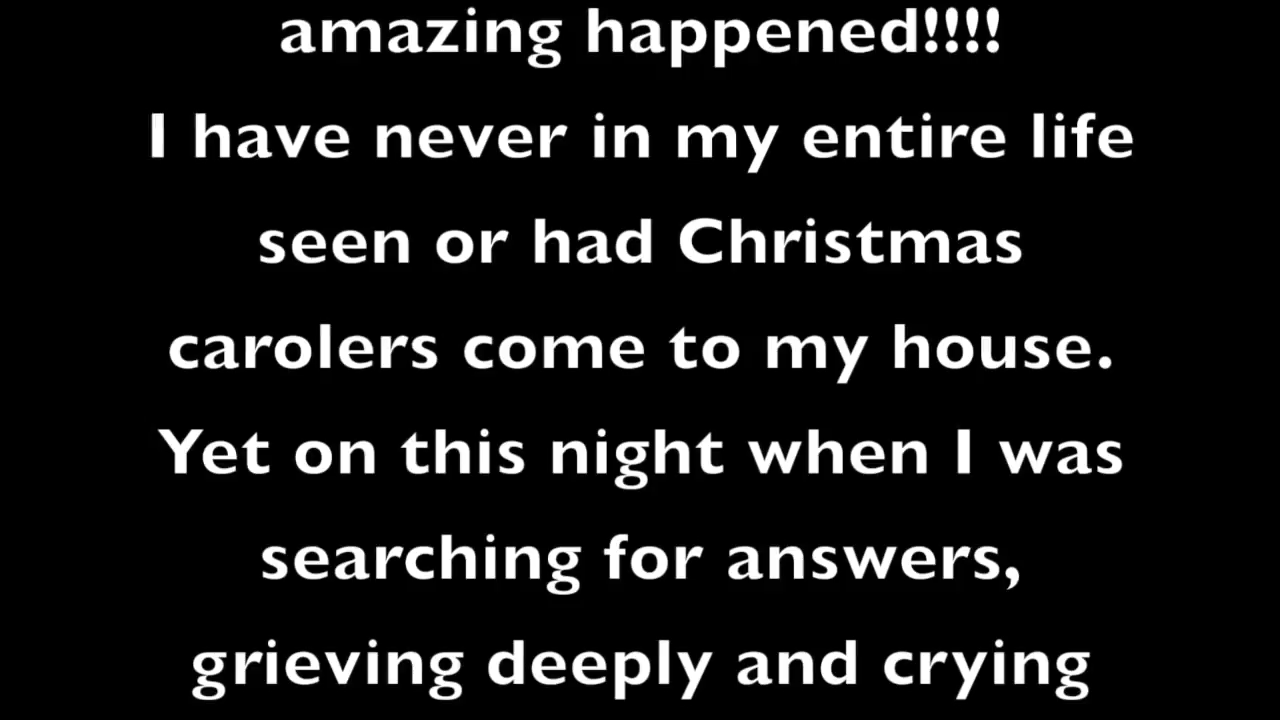 amazing happened!!!!
I have never in my entire life
seen or had Christmas
carolers come to my house.
Yet on this night when I was
searching for answers,
grieving deeply and crying